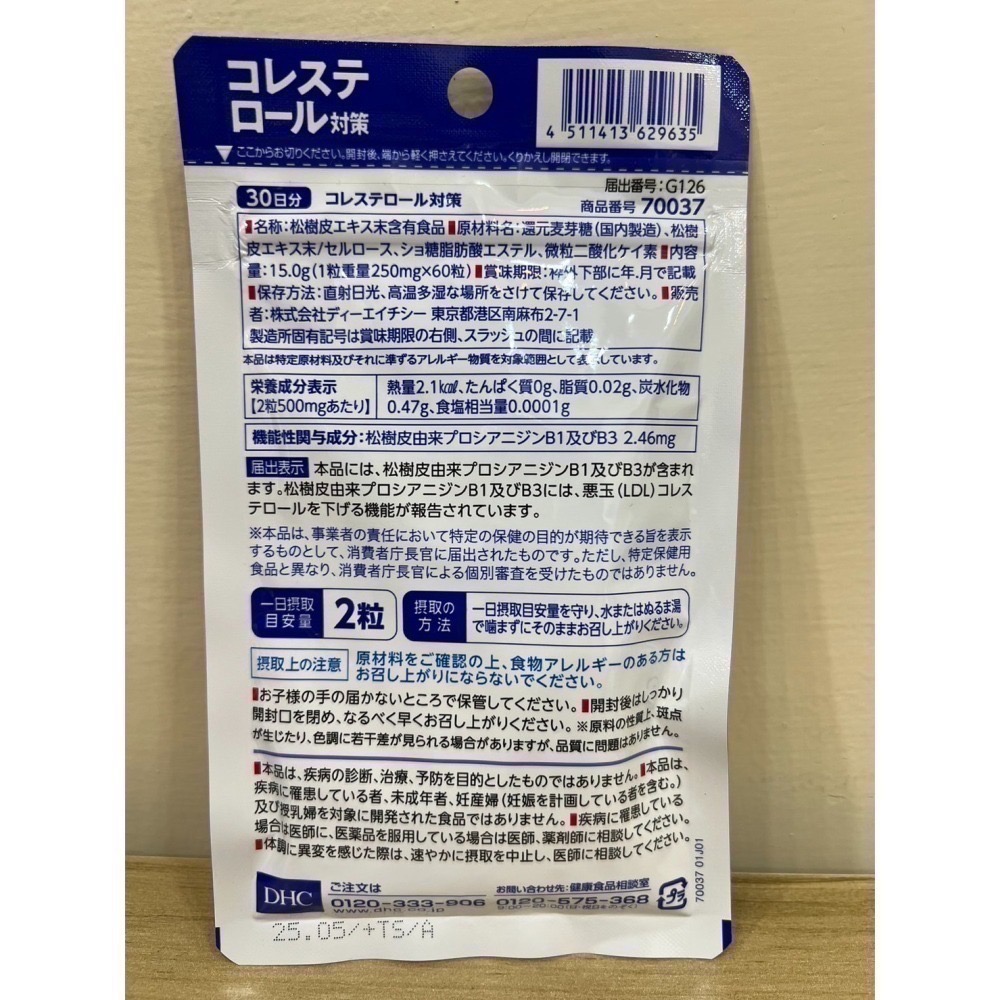 コレステ
ロール対策
4 511413 629635
▼ここからお切りください。開封後、端から軽く押さえてください。くりかえし開閉できます。
届出番号：G126
30日分 コレステロール対策 商品番号 70037
■名称：松樹皮エキス末含有食品■原材料名：還元麦芽糖（国内製造）、松樹
皮エキス末/セルロース、ショ糖脂肪酸エステル、微粒二酸化ケイ素■内容
量：15.0g（1粒重量250mg×60粒）■賞味期限：枠外下部に年、月で記載
■保存方法：直射日光、高温多湿な場所をさけて保存してください。■販売
者：株式会社ディーエイチシー 東京都港区南麻布2-7-1
製造所固有記号は賞味期限の右側、スラッシュの間に記載
本品は特定原材料及びそれに準ずるアレルギー物質を対象範囲として表示しています。
栄養成分表示
【2粒500mgあたり】
熱量2.1kcal、たんぱく質0g、脂質0.02g、炭水化物
0.47g、食塩相当量0.0001g
機能性関与成分：松樹皮由来プロシアニジンB1及びB3 2.46mg
届出表示 本品には、松樹皮由来プロシアニジンB1及びB3が含まれ
ます。松樹皮由来プロシアニジンB1及びB3には、悪玉（LDL）コレス
テロールを下げる機能が報告されています。
※本品は、事業者の責任において特定の保健の目的が期待できる旨を表示
するものとして、消費者庁長官に届出されたものです。ただし、特定保健用
食品と異なり、消費者庁長官による個別審査を受けたものではありません。
一日摂取
目安量
2粒
摂取の
方法
一日摂取目安量を守り、水またはぬるま湯
で噛まずにそのままお召し上がりください。
摂取上の注意
原材料をご確認の上、食物アレルギーのある方は
お召し上がりにならないでください。
■お子様の手の届かないところで保管してください。■開封後はしっかり
開封口を閉め、なるべく早くお召し上がりください。※原料の性質上、斑点
が生じたり、色調に若干差が見られる場合がありますが、品質に問題はありません。
■本品は、疾病の診断、治療、予防を目的としたものではありません。■本品は、
疾病に罹患している者、未成年者、妊産婦（妊娠を計画している者を含む。）
及び授乳婦を対象に開発された食品ではありません。■疾病に罹患している
場合は医師に、医薬品を服用している場合は医師、薬剤師に相談してください。
■体調に異変を感じた際は、速やかに摂取を中止し、医師に相談してください。
70037 01J01
DHC
ご注文は
0120-333-906
www.dhc.co.jp
お問い合わせ先：健康食品相談室
0120-575-368
9:00〜20:00（日・祝日をのぞく）
プラ
25.05/+TS/A